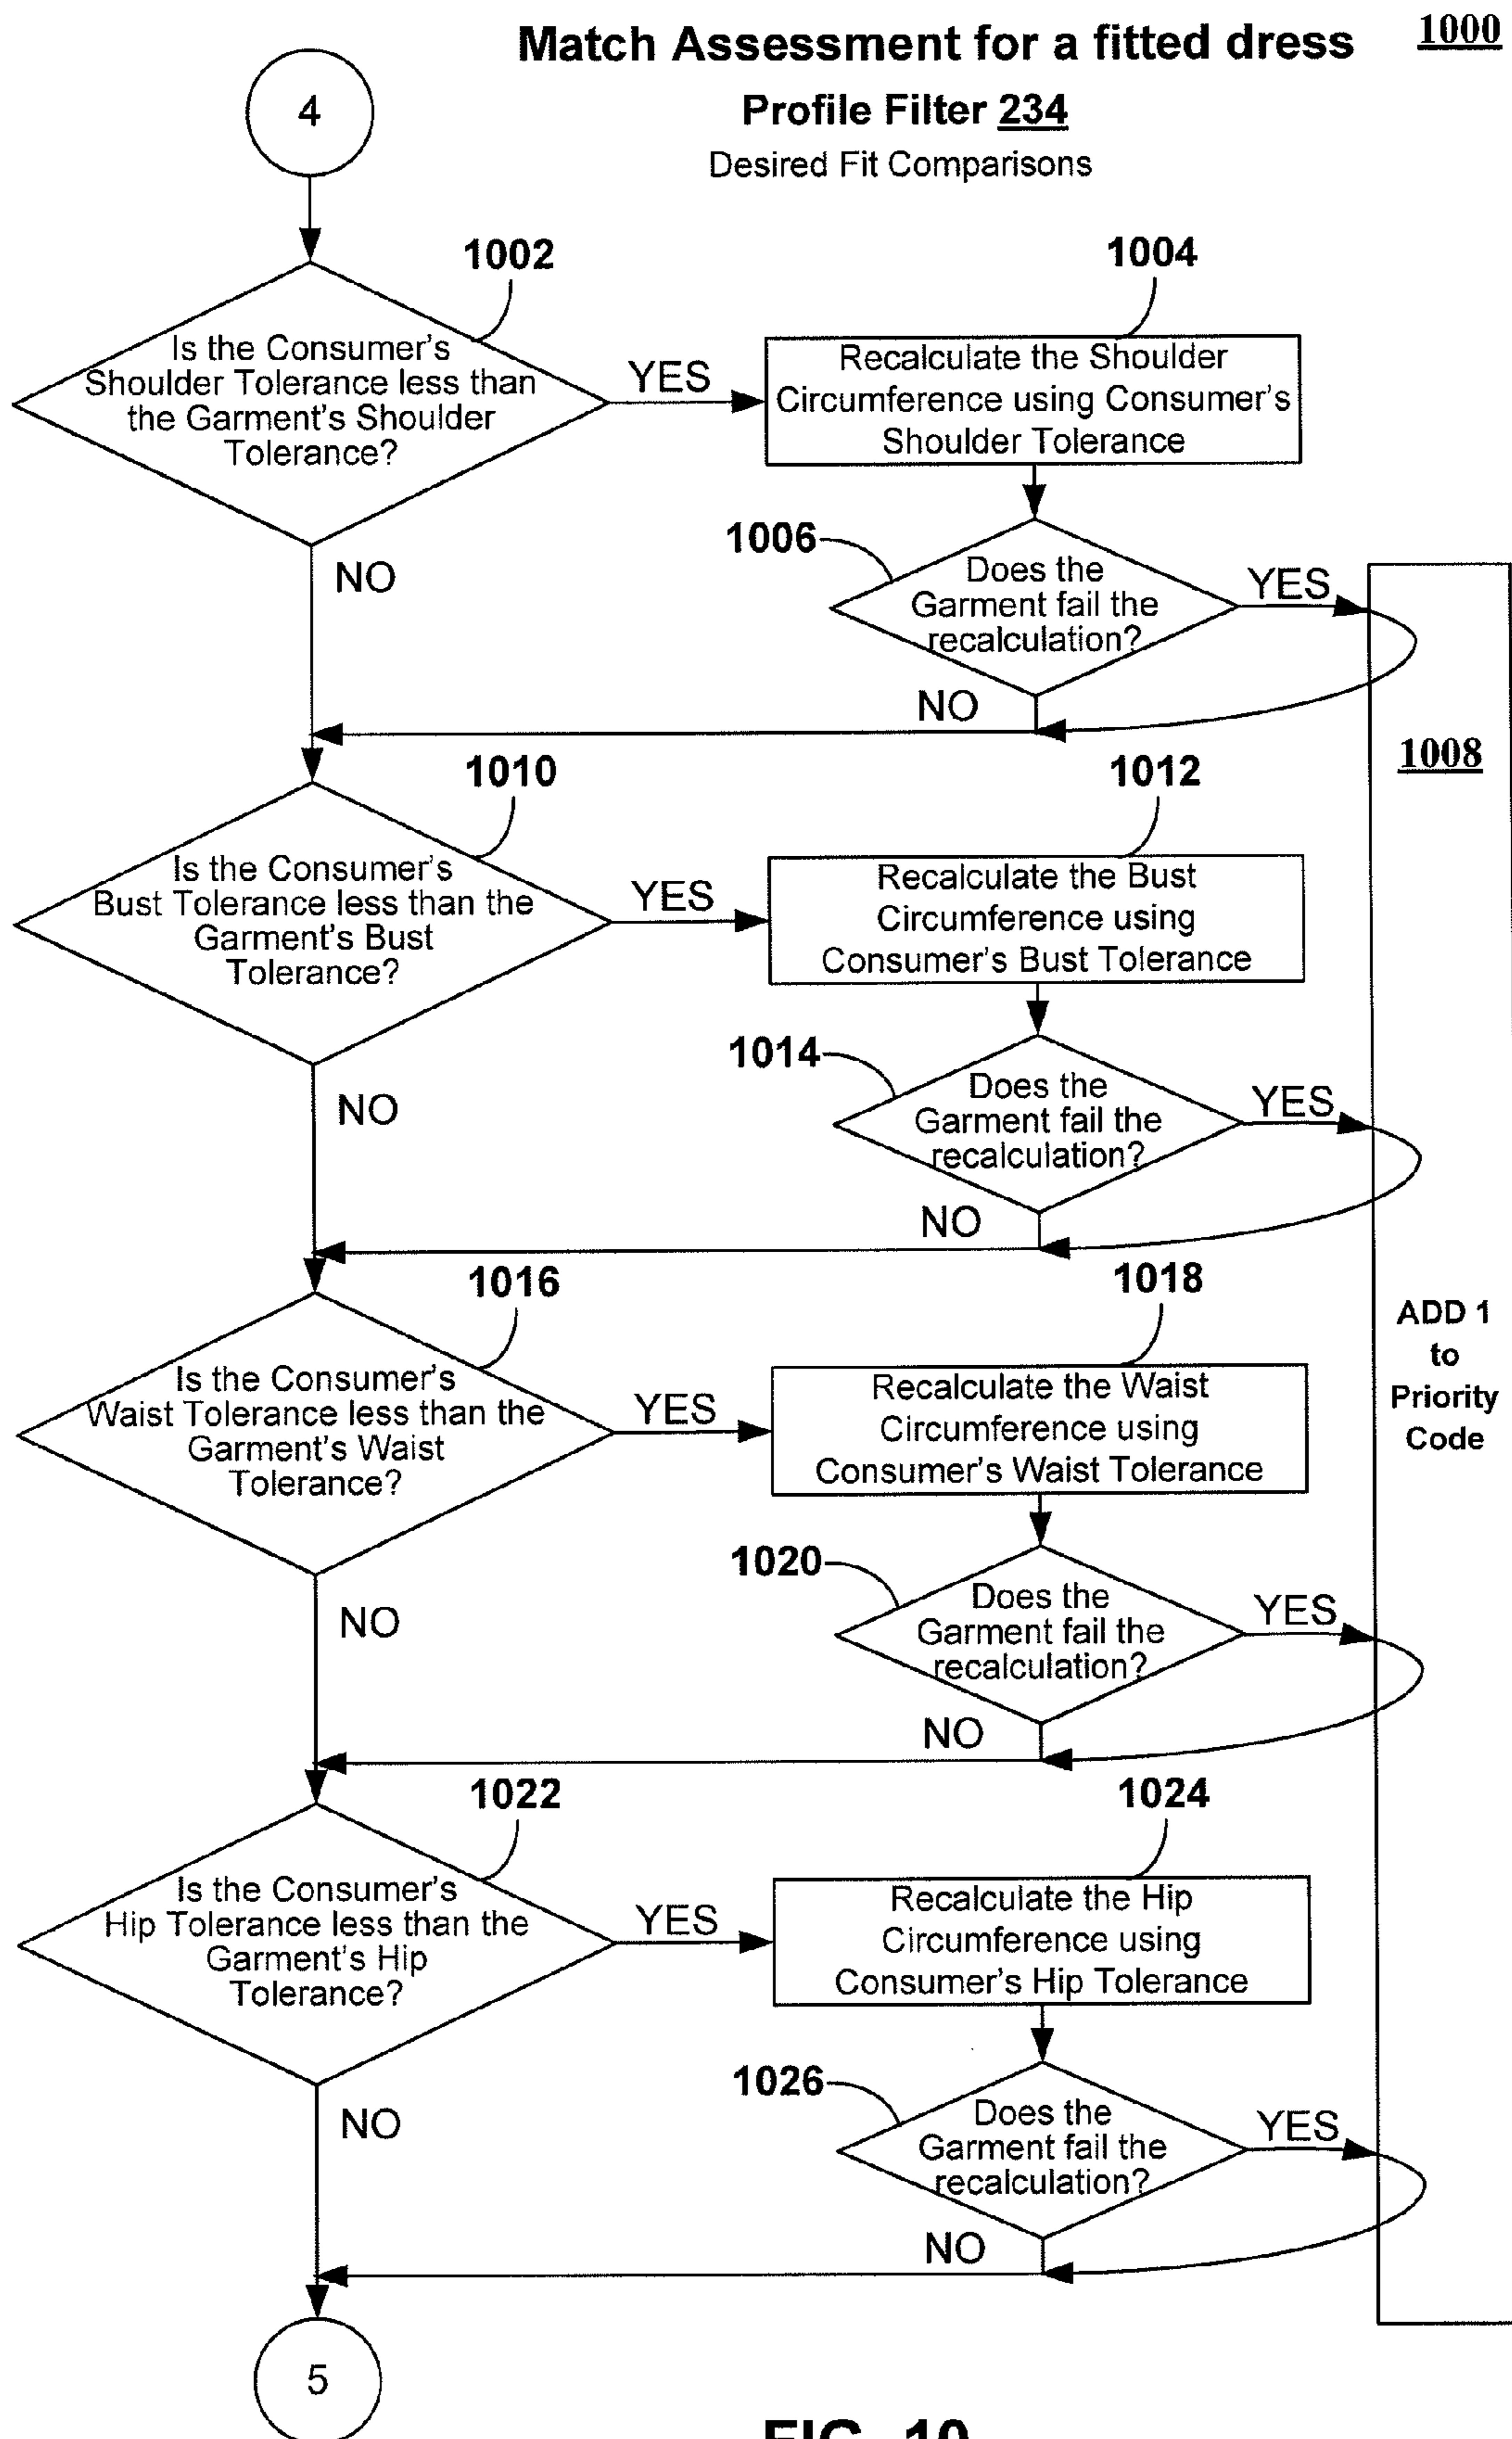 Match Assessment for a fitted dress 1000
Profile Filter 234
Desired Fit Comparisons
4
1002
Is the Consumer's
Shoulder Tolerance less than
the Garment's Shoulder
Tolerance?
YES
NO
1004
Recalculate the Shoulder
Circumference using Consumer's
Shoulder Tolerance
1006
Does the
Garment fail the
recalculation?
YES
NO
1008
ADD 1
to
Priority
Code
1010
Is the Consumer's
Bust Tolerance less than the
Garment's Bust
Tolerance?
YES
NO
1012
Recalculate the Bust
Circumference using
Consumer's Bust Tolerance
1014
Does the
Garment fail the
recalculation?
YES
NO
1016
Is the Consumer's
Waist Tolerance less than the
Garment's Waist
Tolerance?
YES
NO
1018
Recalculate the Waist
Circumference using
Consumer's Waist Tolerance
1020
Does the
Garment fail the
recalculation?
YES
NO
1022
Is the Consumer's
Hip Tolerance less than the
Garment's Hip
Tolerance?
YES
NO
1024
Recalculate the Hip
Circumference using
Consumer's Hip Tolerance
1026
Does the
Garment fail the
recalculation?
YES
NO
5
FIG. 10